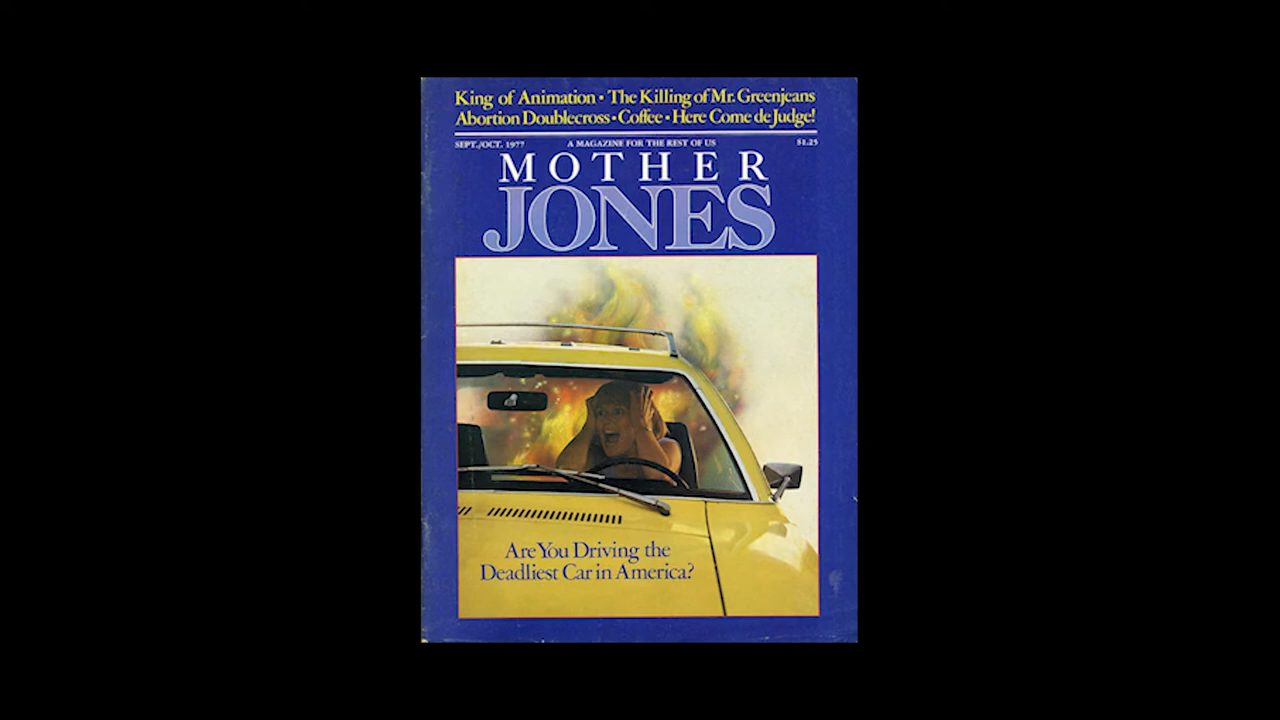 King of Animation • The Killing of Mr. Greenjeans
Abortion Doublecross • Coffee • Here Come de Judge!
SEPT./OCT. 1977 A MAGAZINE FOR THE REST OF US $1.25
MOTHER
JONES
Are You Driving the
Deadliest Car in America?